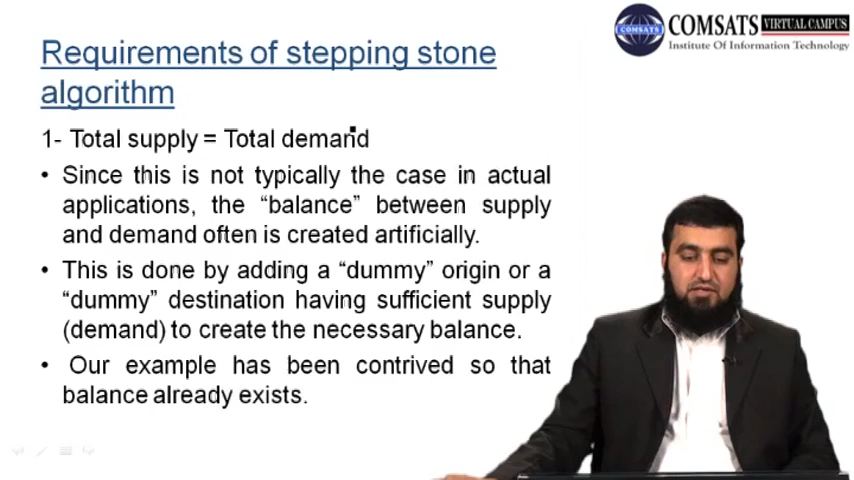 Requirements of stepping stone
algorithm
1- Total supply = Total demand
• Since this is not typically the case in actual
applications, the “balance” between supply
and demand often is created artificially.
• This is done by adding a “dummy” origin or a
“dummy” destination having sufficient supply
(demand) to create the necessary balance.
• Our example has been contrived so that
balance already exists.
COMSATS
COMSATS VIRTUAL CAMPUS
Institute Of Information Technology